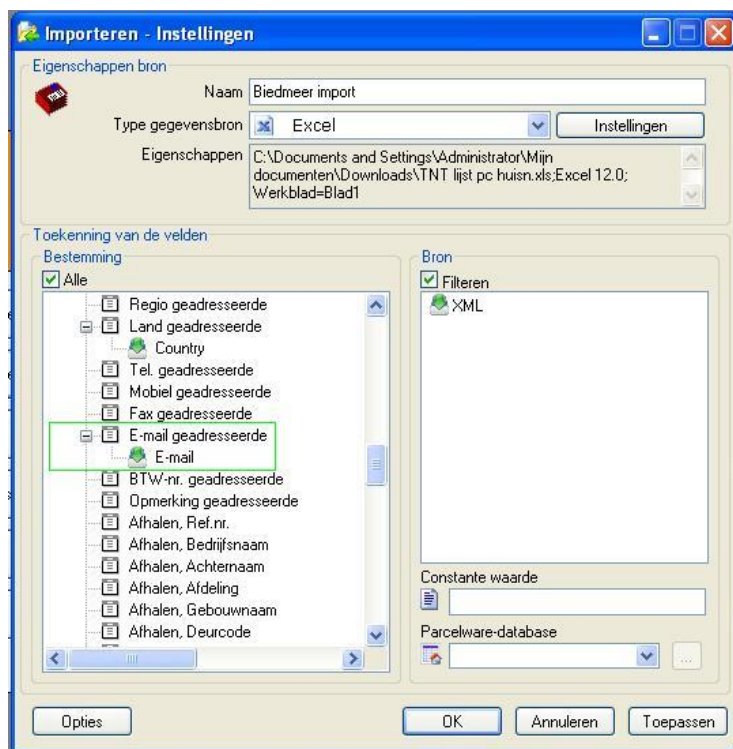 Importeren - Instellingen
Eigenschappen bron
Naam Biedmeer import
Type gegevensbron Excel Instellingen
Eigenschappen C:\Documents and Settings\Administrator\Mijn
documenten\Downloads\TNT lijst pc huisn.xls;Excel 12.0;
Werkblad=Blad1
Toekenning van de velden
Bestemming
Alle
Regio geadresseerde
Land geadresseerde
Country
Tel. geadresseerde
Mobiel geadresseerde
Fax geadresseerde
E-mail geadresseerde
E-mail
BTW-nr. geadresseerde
Opmerking geadresseerde
Afhalen, Ref.nr.
Afhalen, Bedrijfsnaam
Afhalen, Achternaam
Afhalen, Afdeling
Afhalen, Gebouwnaam
Afhalen, Deurcode
Bron
Filteren
XML
Constante waarde
Parcelware-database
...
Opties
OK
Annuleren
Toepassen